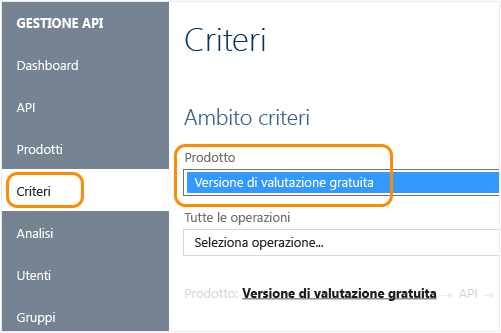 GESTIONE API
Dashboard
API
Prodotti
Criteri
Analisi
Utenti
Gruppi
Criteri
Ambito criteri
Prodotto
Versione di valutazione gratuita
Tutte le operazioni
Seleziona operazione...
Prodotto: Versione di valutazione gratuita → API →